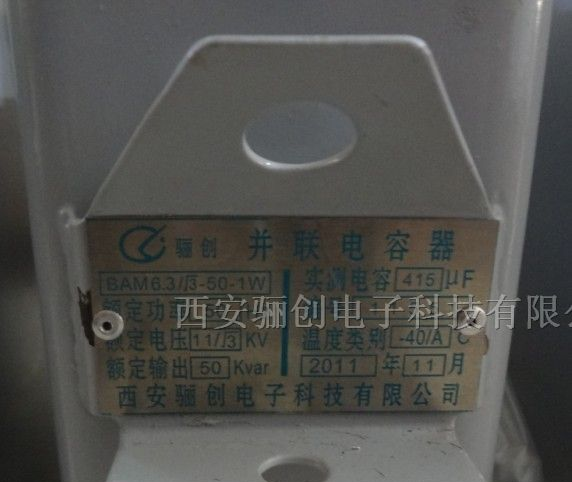 骊创 并联电容器
BAM6.3/√3-50-1W 实测电容 415 μF
额定功
西安骊创电子科技有限公
额定电压 11/√3 KV 温度类别 -40/A °C
额定输出 50 Kvar 2011 年 11 月
西安骊创电子科技有限公司